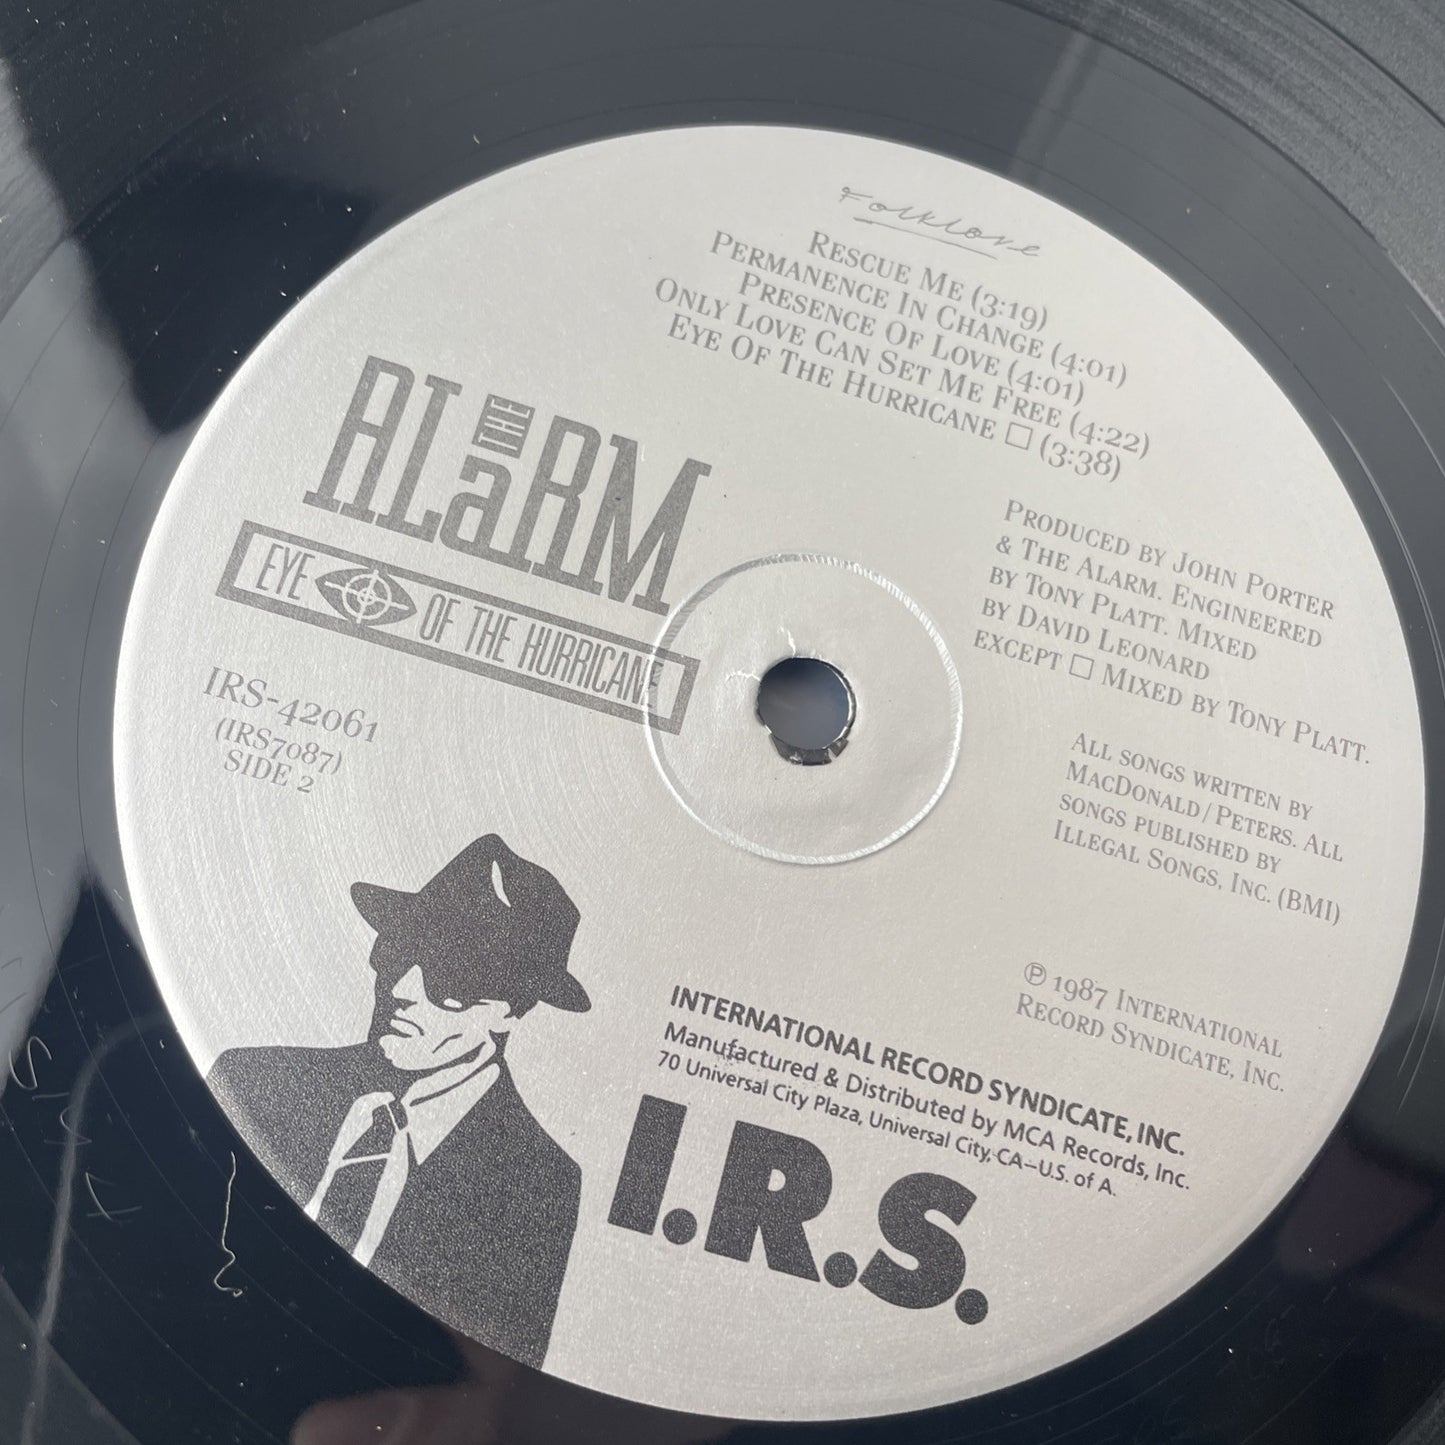 Folklore
RESCUE ME (3:19)
PERMANENCE IN CHANGE (4:01)
PRESENCE OF LOVE (4:01)
ONLY LOVE CAN SET ME FREE (4:22)
EYE OF THE HURRICANE □ (3:38)
THE ALaRM
EYE OF THE HURRICANE
IRS-42061
(IRS7087)
SIDE 2
PRODUCED BY JOHN PORTER
& THE ALARM. ENGINEERED
BY TONY PLATT. MIXED
BY DAVID LEONARD
EXCEPT □ MIXED BY TONY PLATT.
ALL SONGS WRITTEN BY
MACDONALD/PETERS. ALL
SONGS PUBLISHED BY
ILLEGAL SONGS, INC. (BMI)
℗ 1987 INTERNATIONAL
RECORD SYNDICATE, INC.
INTERNATIONAL RECORD SYNDICATE, INC.
Manufactured & Distributed by MCA Records, Inc.
70 Universal City Plaza, Universal City, CA–U.S. of A.
I.R.S.